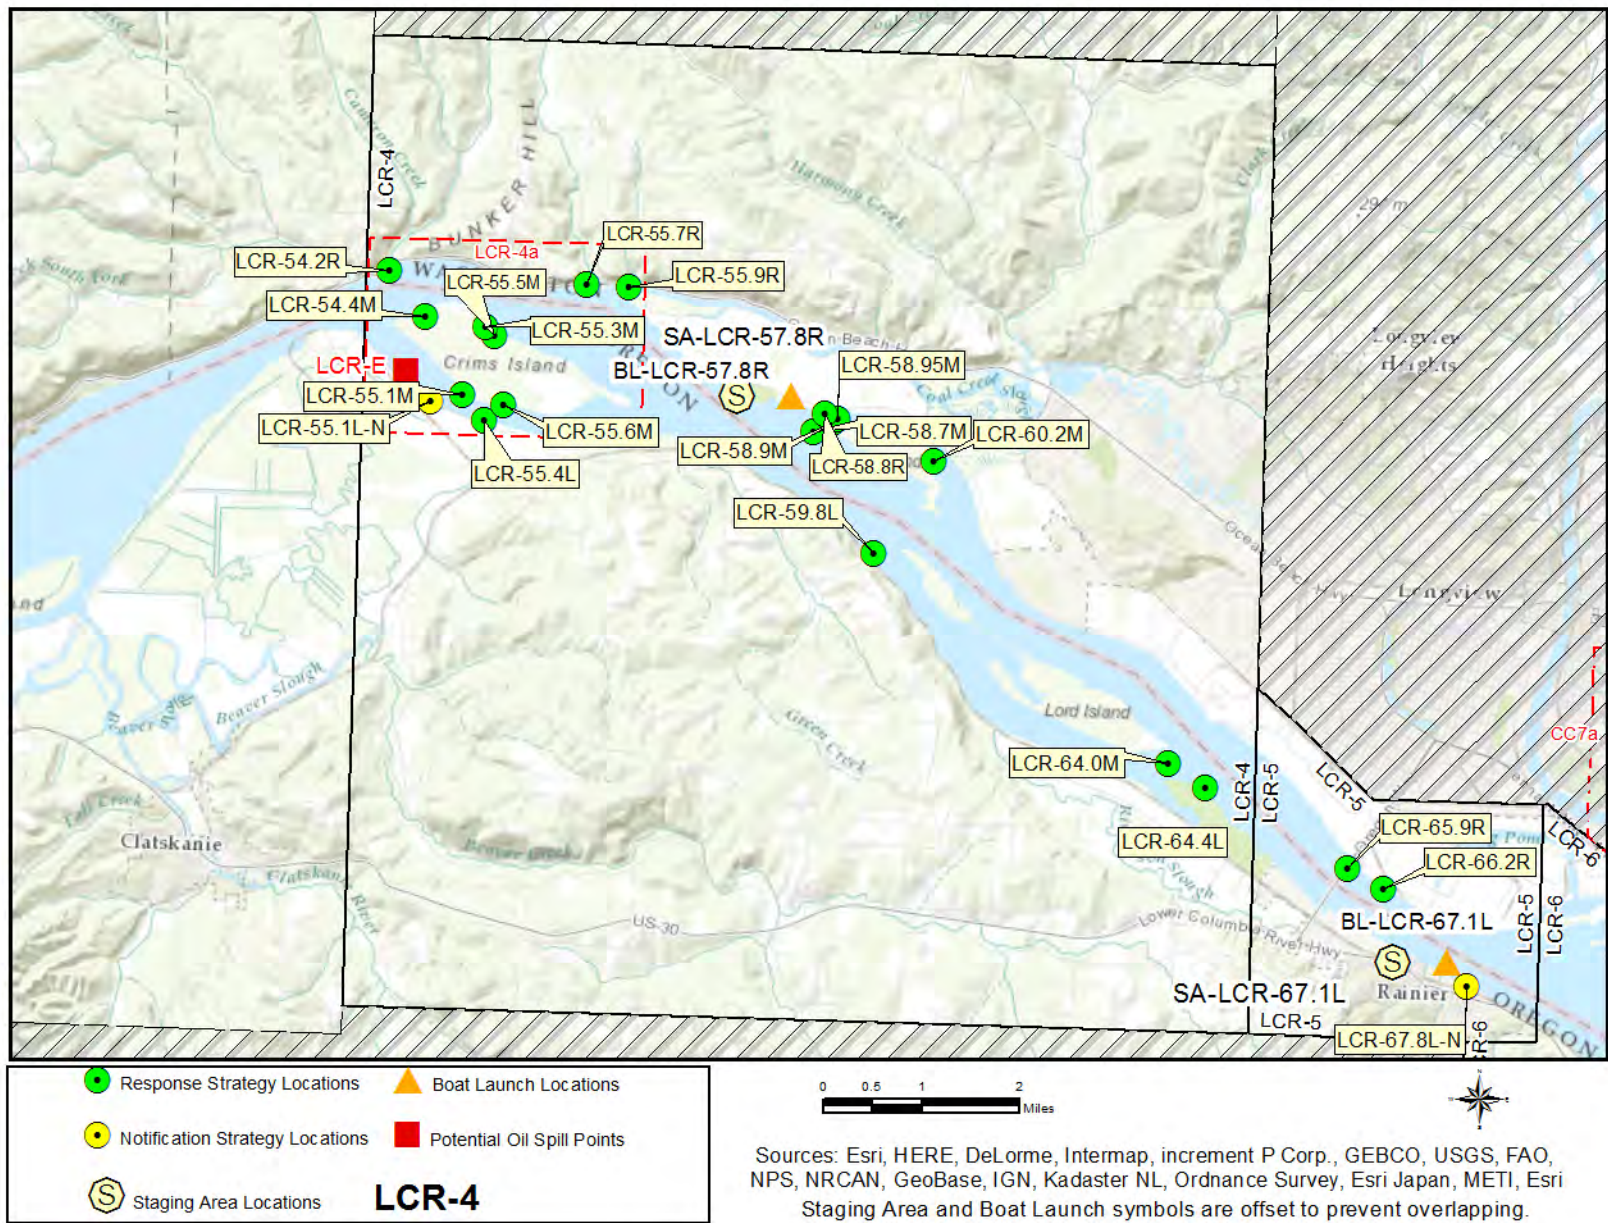 Cameron Creek
BUNKER HILL
Harmony Creek
LCR-4
LCR-4a
WA
TON
LCR-54.2R
LCR-55.7R
LCR-55.5M
LCR-55.9R
LCR-54.4M
LCR-55.3M
SA-LCR-57.8R
BL-LCR-57.8R
n Beach H
Longview
Heights
LCR-E
Crims Island
LCR-58.95M
LCR-55.1M
S
LCR-55.1L-N
LCR-55.6M
LCR-58.7M
LCR-60.2M
LCR-58.9M
LCR-58.8R
LCR-55.4L
LCR-59.8L
Longview
Beaver Slough
Green Creek
Lord Island
CC7a
LCR-64.0M
LCR-4
LCR-5
LCR-5
LCR-64.4L
LCR-65.9R
LCR-6
LCR-66.2R
Clatskanie
Beaver Creek
Clatskanie River
US-30
Lower Columbia River Hwy
BL-LCR-67.1L
LCR-5
LCR-6
S
SA-LCR-67.1L
Rainier
OREGON
LCR-5
LCR-67.8L-N
Response Strategy Locations
Boat Launch Locations
Notification Strategy Locations
Potential Oil Spill Points
S
Staging Area Locations
LCR-4
0 0.5 1 2
Miles
Sources: Esri, HERE, DeLorme, Intermap, increment P Corp., GEBCO, USGS, FAO,
NPS, NRCAN, GeoBase, IGN, Kadaster NL, Ordnance Survey, Esri Japan, METI, Esri
Staging Area and Boat Launch symbols are offset to prevent overlapping.